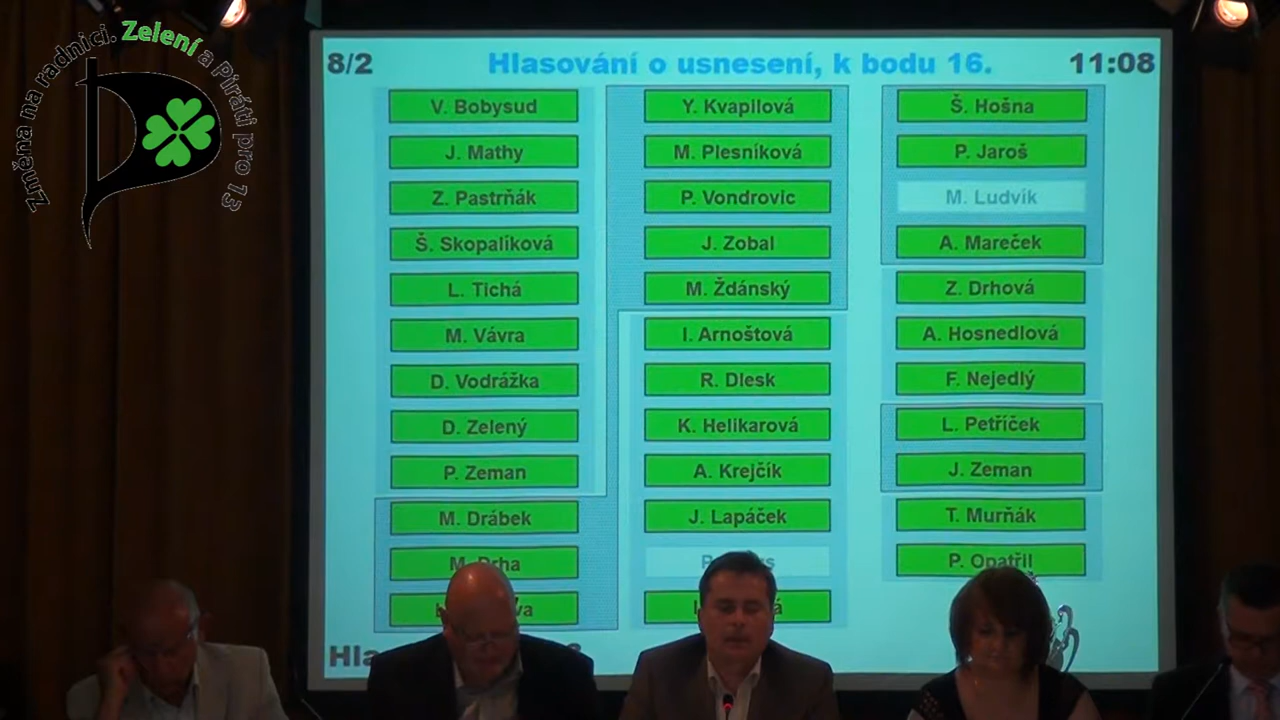 Změna na radnici. Zelení a Piráti pro 13
8/2 Hlasování o usnesení, k bodu 16. 11:08
V. Bobysud
J. Mathy
Z. Pastrňák
Š. Skopalíková
L. Tichá
M. Vávra
D. Vodrážka
D. Zelený
P. Zeman
M. Drábek
Y. Kvapilová
M. Plesníková
P. Vondrovic
J. Zobal
M. Ždánský
I. Arnoštová
R. Dlesk
K. Helikarová
A. Krejčík
J. Lapáček
Š. Hošna
P. Jaroš
M. Ludvík
A. Mareček
Z. Drhová
A. Hosnedlová
F. Nejedlý
L. Petříček
J. Zeman
T. Murňák
P. Opatřil